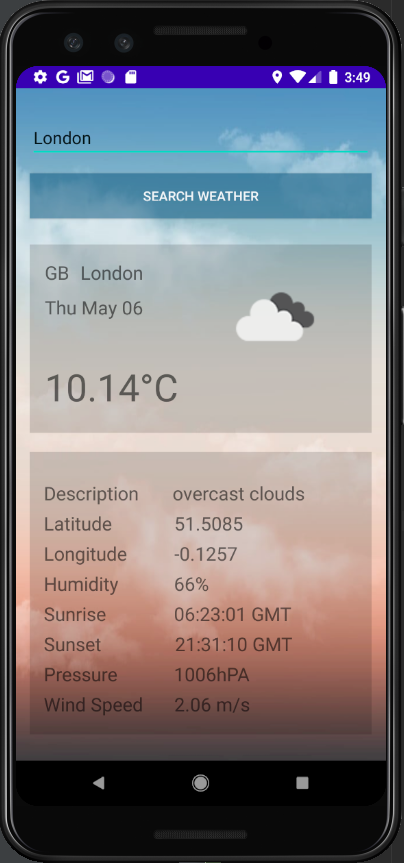 3:49
London
SEARCH WEATHER
GB London
Thu May 06
10.14°C
Description overcast clouds
Latitude 51.5085
Longitude -0.1257
Humidity 66%
Sunrise 06:23:01 GMT
Sunset 21:31:10 GMT
Pressure 1006hPA
Wind Speed 2.06 m/s